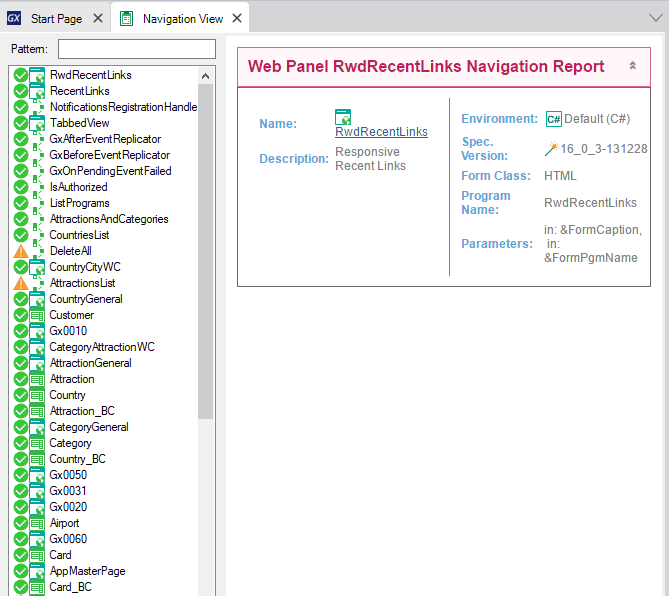 GX Start Page Navigation View
Pattern:
RwdRecentLinks
RecentLinks
NotificationsRegistrationHandle
TabbedView
GxAfterEventReplicator
GxBeforeEventReplicator
GxOnPendingEventFailed
IsAuthorized
ListPrograms
AttractionsAndCategories
CountriesList
DeleteAll
CountryCityWC
AttractionsList
CountryGeneral
Customer
Gx0010
CategoryAttractionWC
AttractionGeneral
Attraction
Country
Attraction_BC
CategoryGeneral
Category
Country_BC
Gx0050
Gx0031
Gx0020
Airport
Gx0060
Card
AppMasterPage
Card_BC
Web Panel RwdRecentLinks Navigation Report
Name:
RwdRecentLinks
Description: Responsive
Recent Links
Environment: C# Default (C#)
Spec.
Version: 16_0_3-131228
Form Class: HTML
Program
Name: RwdRecentLinks
Parameters: in: &FormCaption,
in:
&FormPgmName